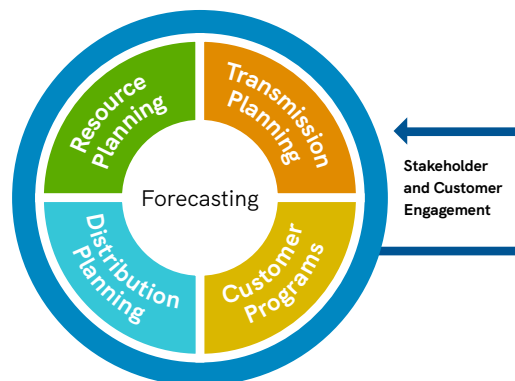 Resource
Planning
Transmission
Planning
Forecasting
Stakeholder
and Customer
Engagement
Distribution
Planning
Customer
Programs